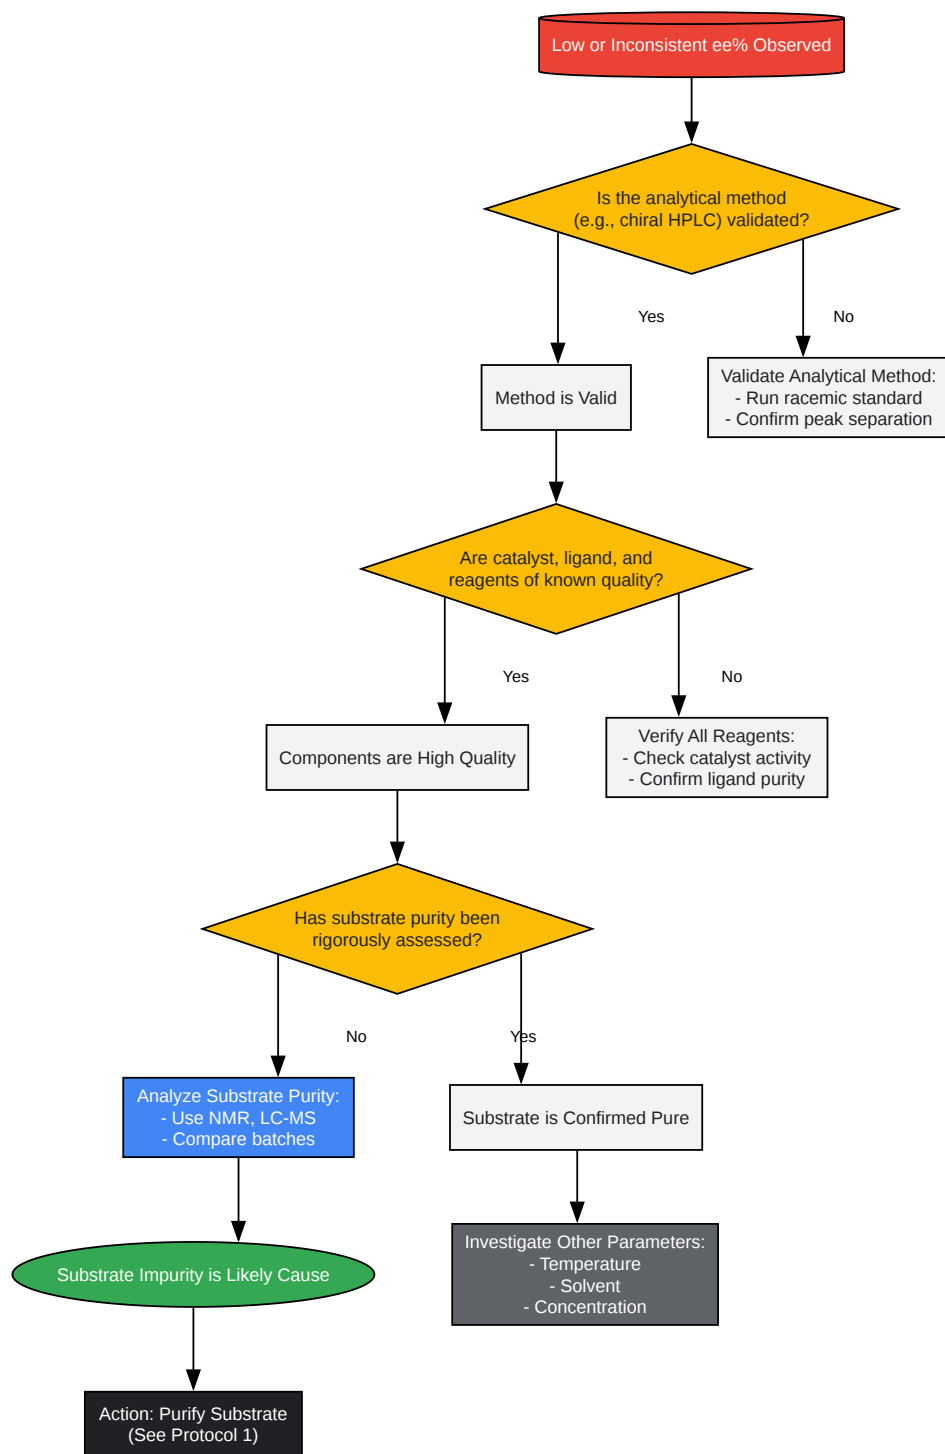 Low or Inconsistent ee% Observed
Is the analytical method
(e.g., chiral HPLC) validated?
Yes
No
Method is Valid
Validate Analytical Method:
- Run racemic standard
- Confirm peak separation
Are catalyst, ligand, and
reagents of known quality?
Yes
No
Components are High Quality
Verify All Reagents:
- Check catalyst activity
- Confirm ligand purity
Has substrate purity been
rigorously assessed?
No
Yes
Analyze Substrate Purity:
- Use NMR, LC-MS
- Compare batches
Substrate is Confirmed Pure
Substrate Impurity is Likely Cause
Investigate Other Parameters:
- Temperature
- Solvent
- Concentration
Action: Purify Substrate
(See Protocol 1)